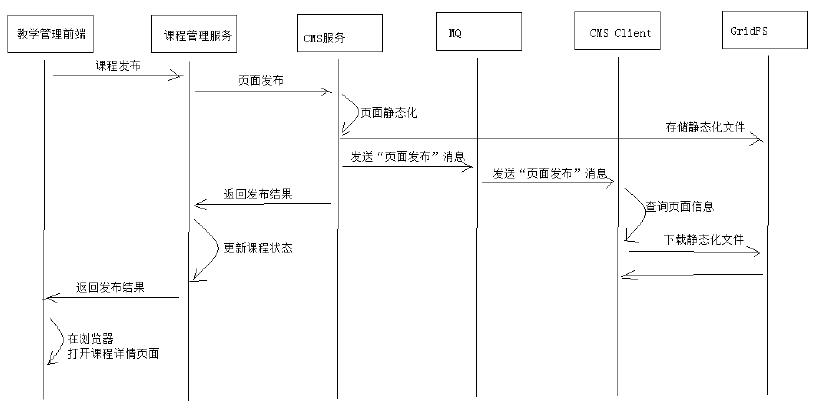 教学管理前端
课程管理服务
CMS服务
MQ
CMS Client
GridFS
课程发布
页面发布
页面静态化
存储静态化文件
发送“页面发布”消息
发送“页面发布”消息
返回发布结果
查询页面信息
更新课程状态
下载静态化文件
返回发布结果
在浏览器
打开课程详情页面